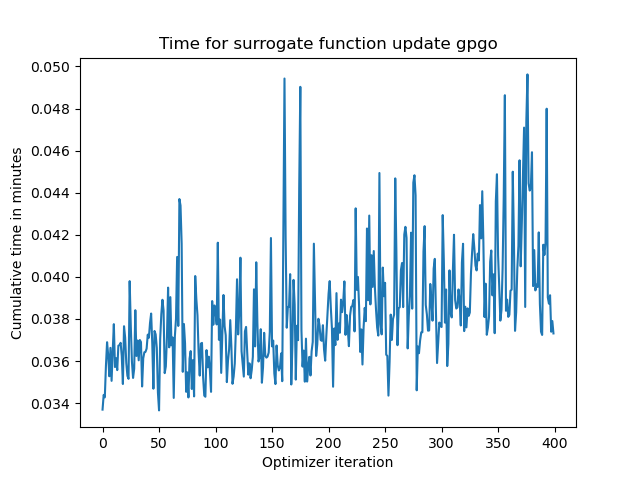 Time for surrogate function update gpgo
0.050
0.048
0.046
0.044
0.042
0.040
0.038
0.036
0.034
Cumulative time in minutes
0 50 100 150 200 250 300 350 400
Optimizer iteration